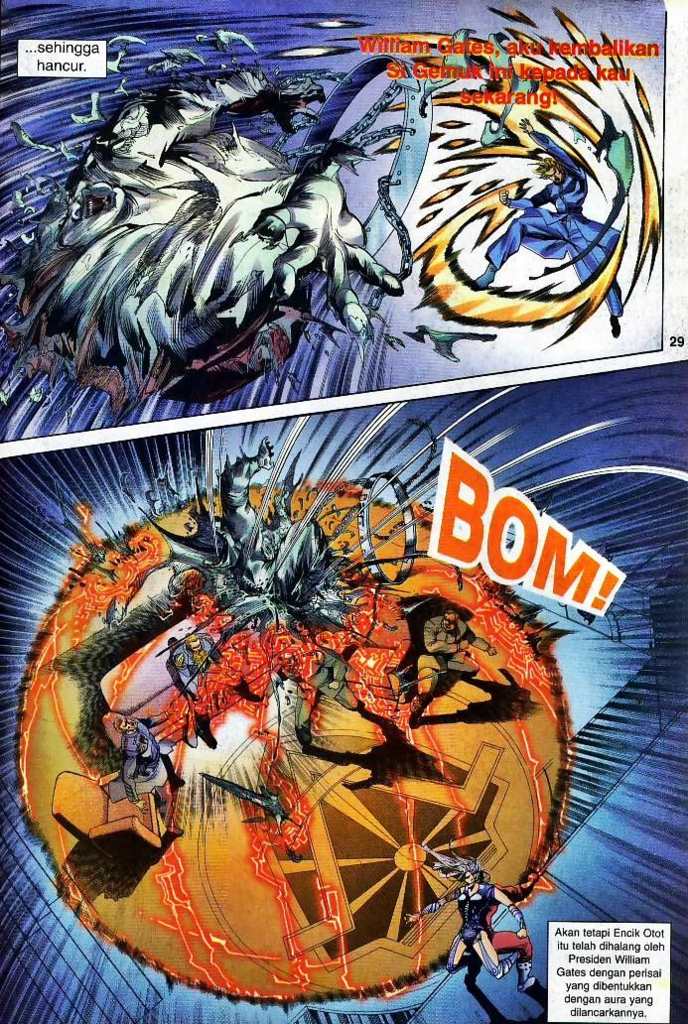 ...sehingga
hancur.
William Gates, aku kembalikan
Si Gemuk ini kepada kau
sekarang!
29
BOM!
Akan tetapi Encik Otot
itu telah dihalang oleh
Presiden William
Gates dengan perisai
yang dibentukkan
dengan aura yang
dilancarkannya.